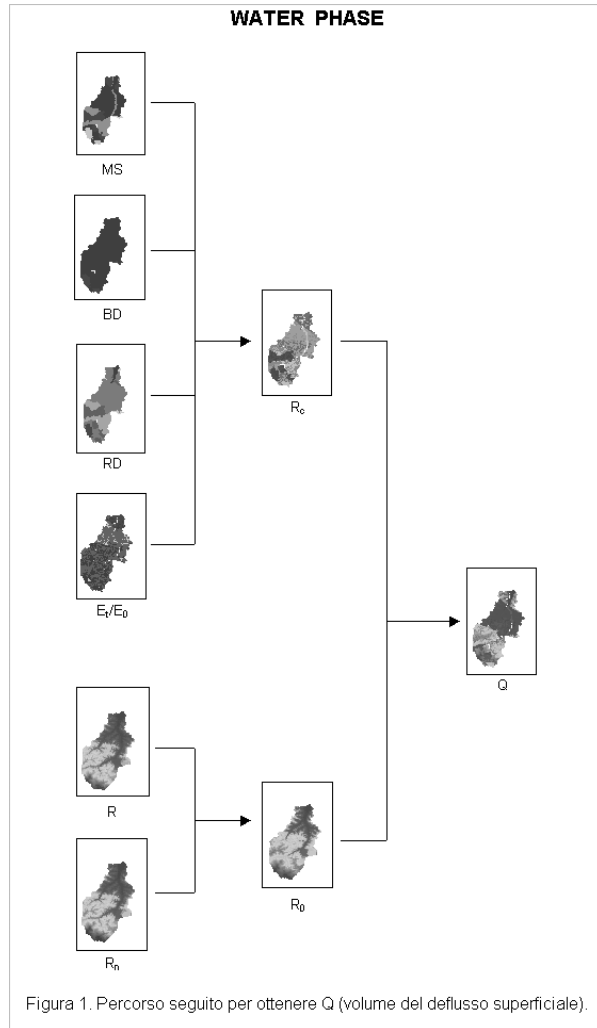 WATER PHASE
MS
BD
RD
Et/E0
Rc
Q
R
Rn
R0
Figura 1. Percorso seguito per ottenere Q (volume del deflusso superficiale).